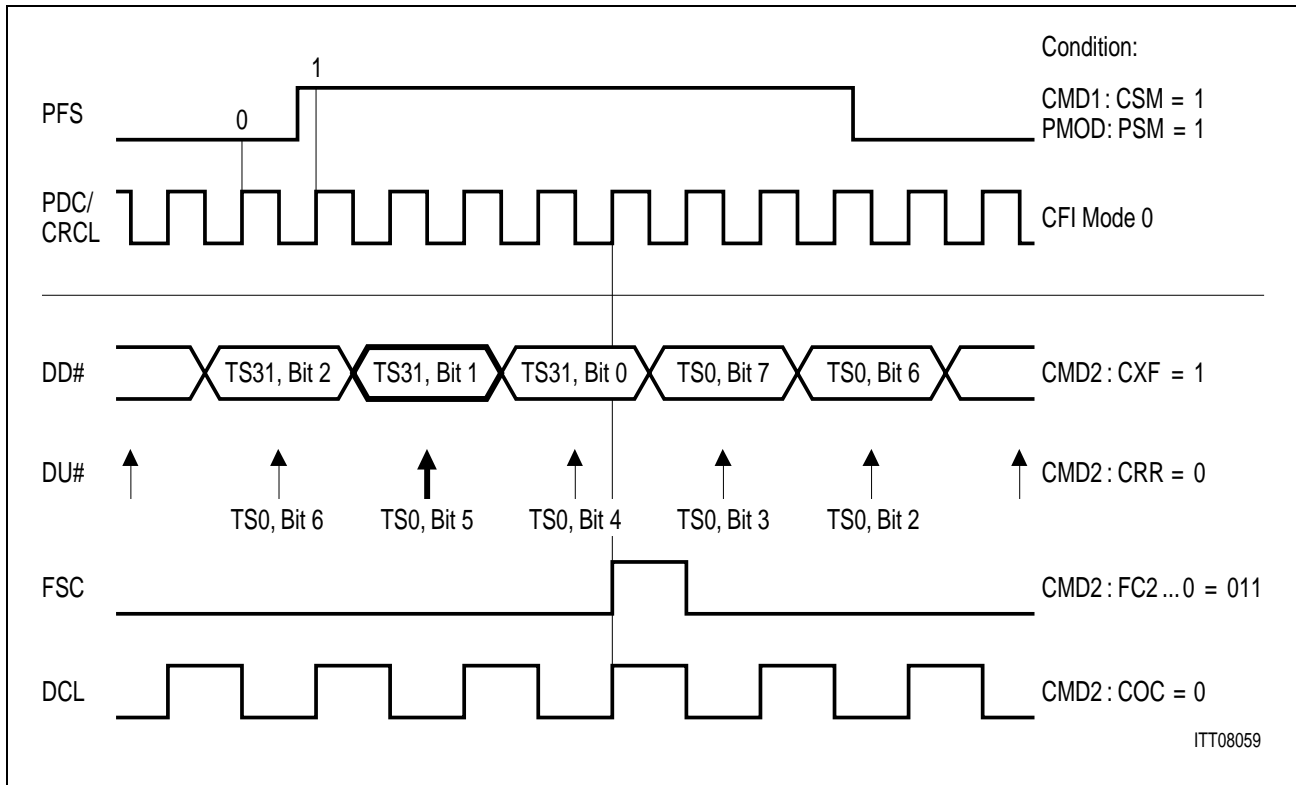 Condition:
1
CMD1: CSM = 1
PFS
0
PMOD: PSM = 1
PDC/
CRCL
CFI Mode 0
DD#
TS31, Bit 2
TS31, Bit 1
TS31, Bit 0
TS0, Bit 7
TS0, Bit 6
CMD2 : CXF = 1
DU#
CMD2 : CRR = 0
TS0, Bit 6
TS0, Bit 5
TS0, Bit 4
TS0, Bit 3
TS0, Bit 2
FSC
CMD2 : FC2 ... 0 = 011
DCL
CMD2 : COC = 0
ITT08059